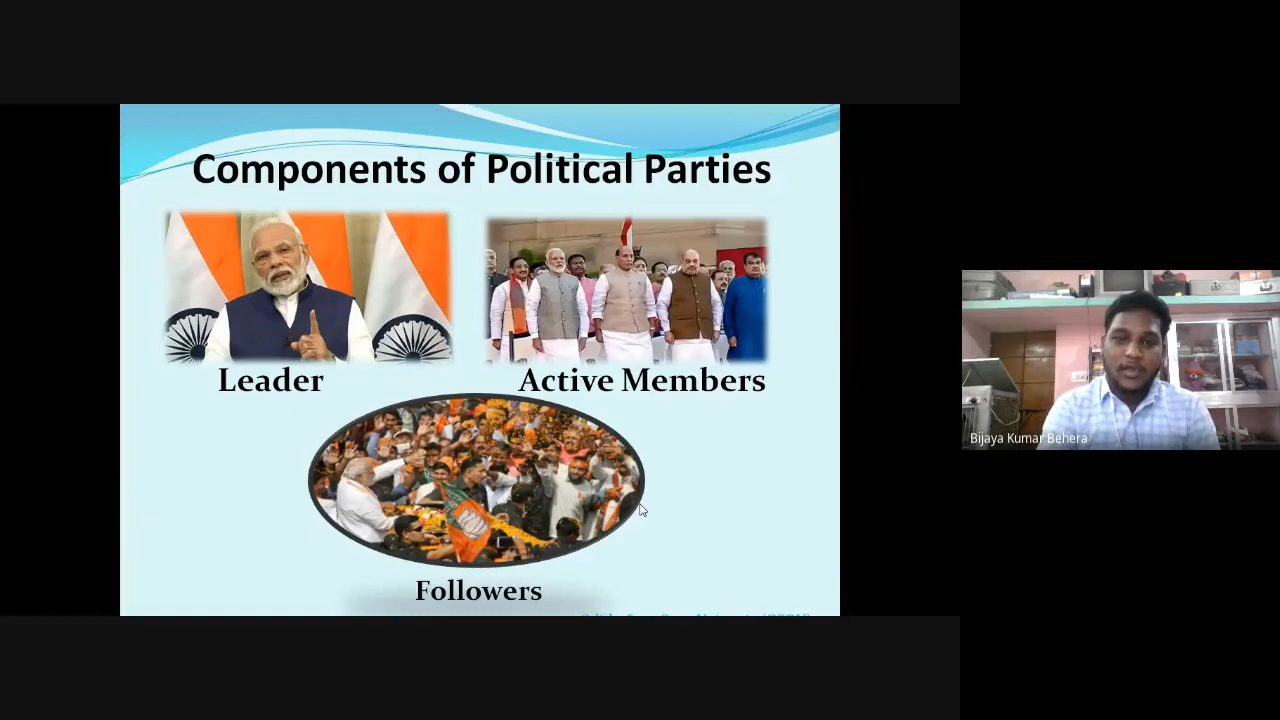 Components of Political Parties
Leader
Active Members
Followers
Bijaya Kumar Behera